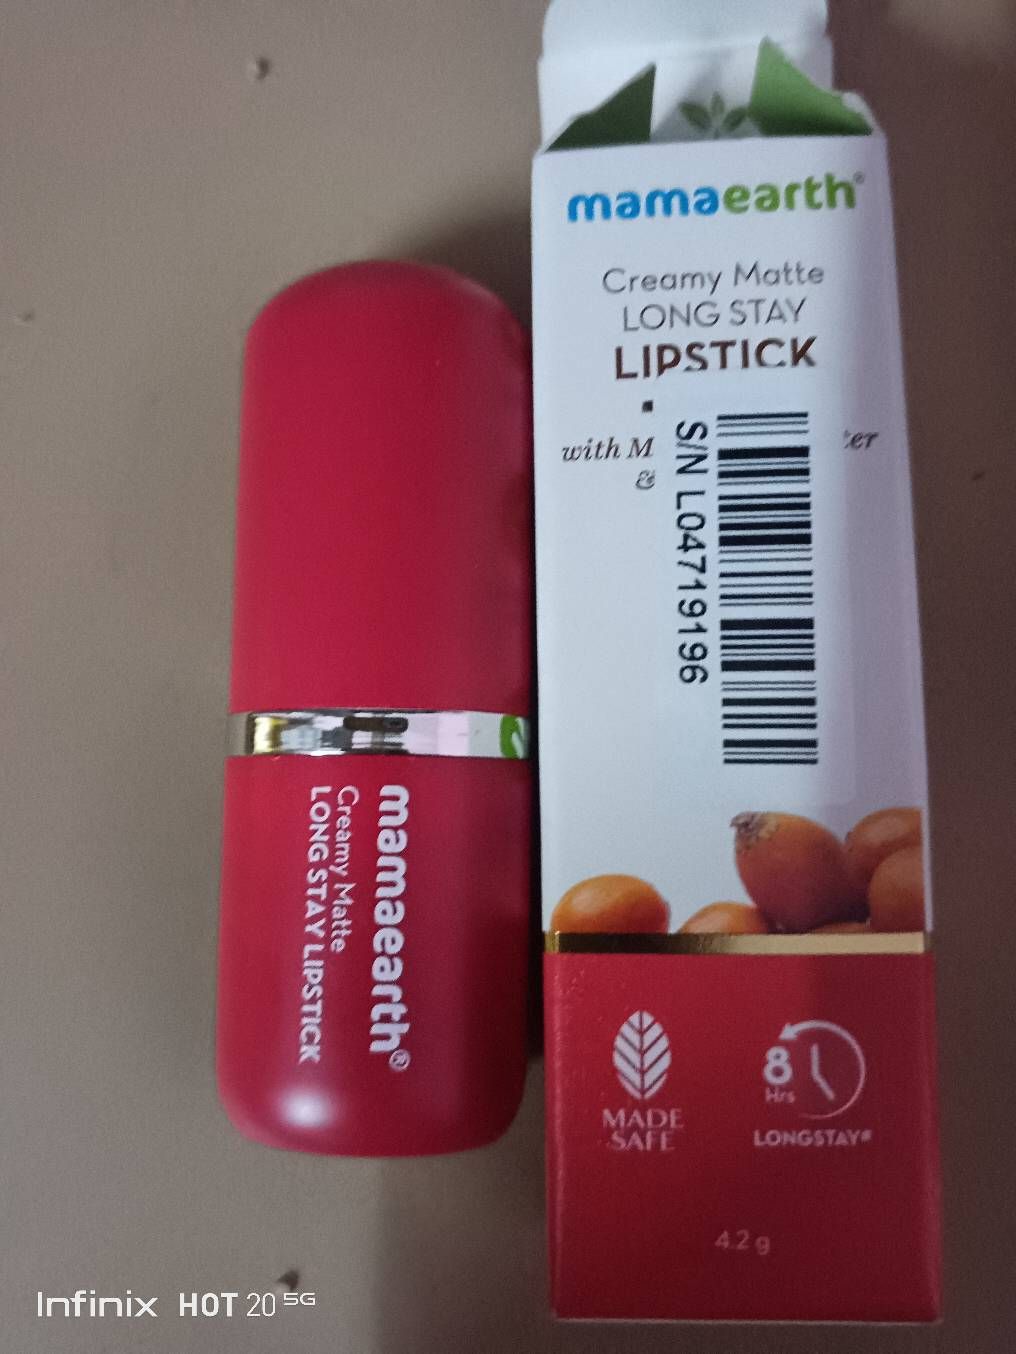 mamaearth®
Creamy Matte
LONG STAY
LIPSTICK
with M
&
S/N L04719196
MADE
SAFE
8
Hrs
LONGSTAY#
4.2 g
mamaearth®
Creamy Matte
LONG STAY LIPSTICK
Infinix HOT 20 5G